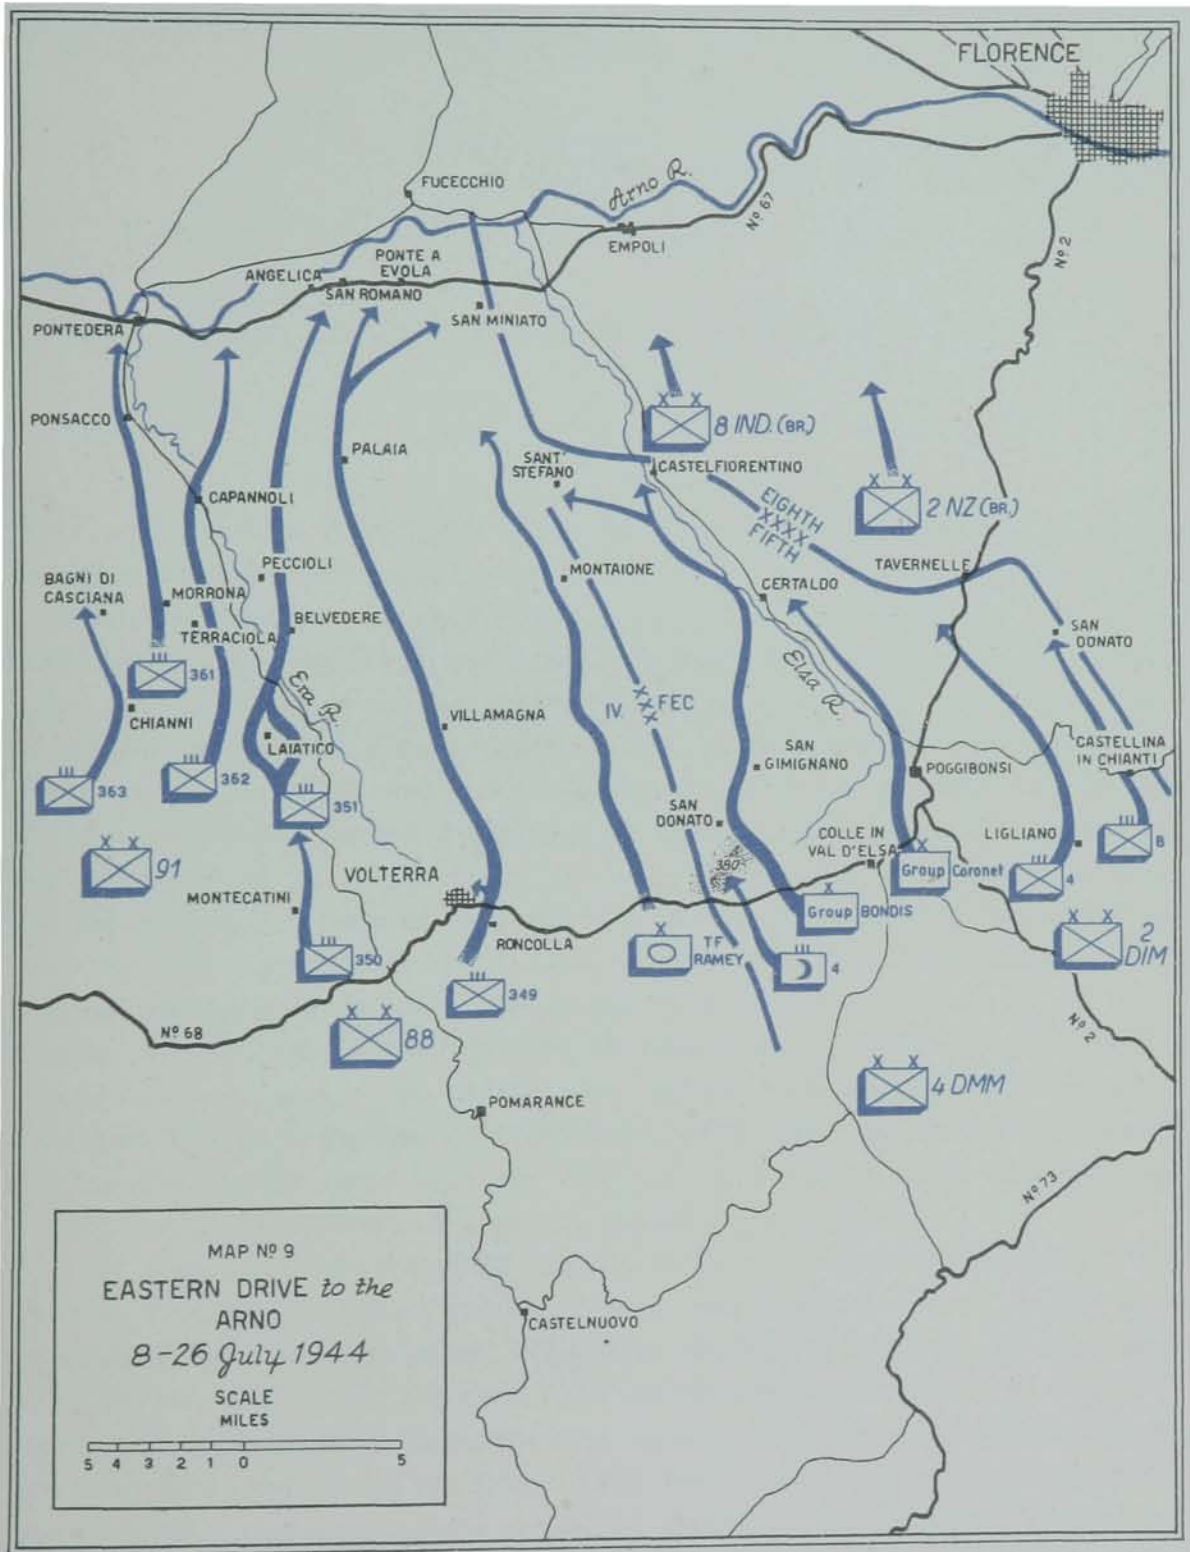 FLORENCE
FUCECCHIO
Arno R.
Nº 67
EMPOLI
Nº 2
PONTE A
EVOLA
ANGELICA
SAN ROMANO
SAN MINIATO
PONTEDERA
8 IND. (BR.)
PONSACCO
PALAIA
SANT'
STEFANO
CASTELFIORENTINO
2 NZ (BR.)
CAPANNOLI
EIGHTH
XXXX
FIFTH
TAVERNELLE
PECCIOLI
MONTAIONE
CERTALDO
BAGNI DI
CASCIANA
MORRONA
TERRACIOLA
BELVEDERE
SAN
DONATO
361
Era R.
Elsa R.
CHIANNI
VILLAMAGNA
IV
XXX
FEC
LAIATICO
SAN
GIMIGNANO
POGGIBONSI
CASTELLINA
IN CHIANTI
363
362
351
SAN
DONATO
COLLE IN
VAL D'ELSA
LIGLIANO
8
91
VOLTERRA
380
Group Coronet
4
MONTECATINI
Group BONDIS
RONCOLLA
TF
RAMEY
2
DIM
350
349
4
Nº 68
88
Nº 2
4 DMM
POMARANCE
Nº 73
CASTELNUOVO
MAP Nº 9
EASTERN DRIVE to the
ARNO
8-26 July 1944
SCALE
MILES
5 4 3 2 1 0 5